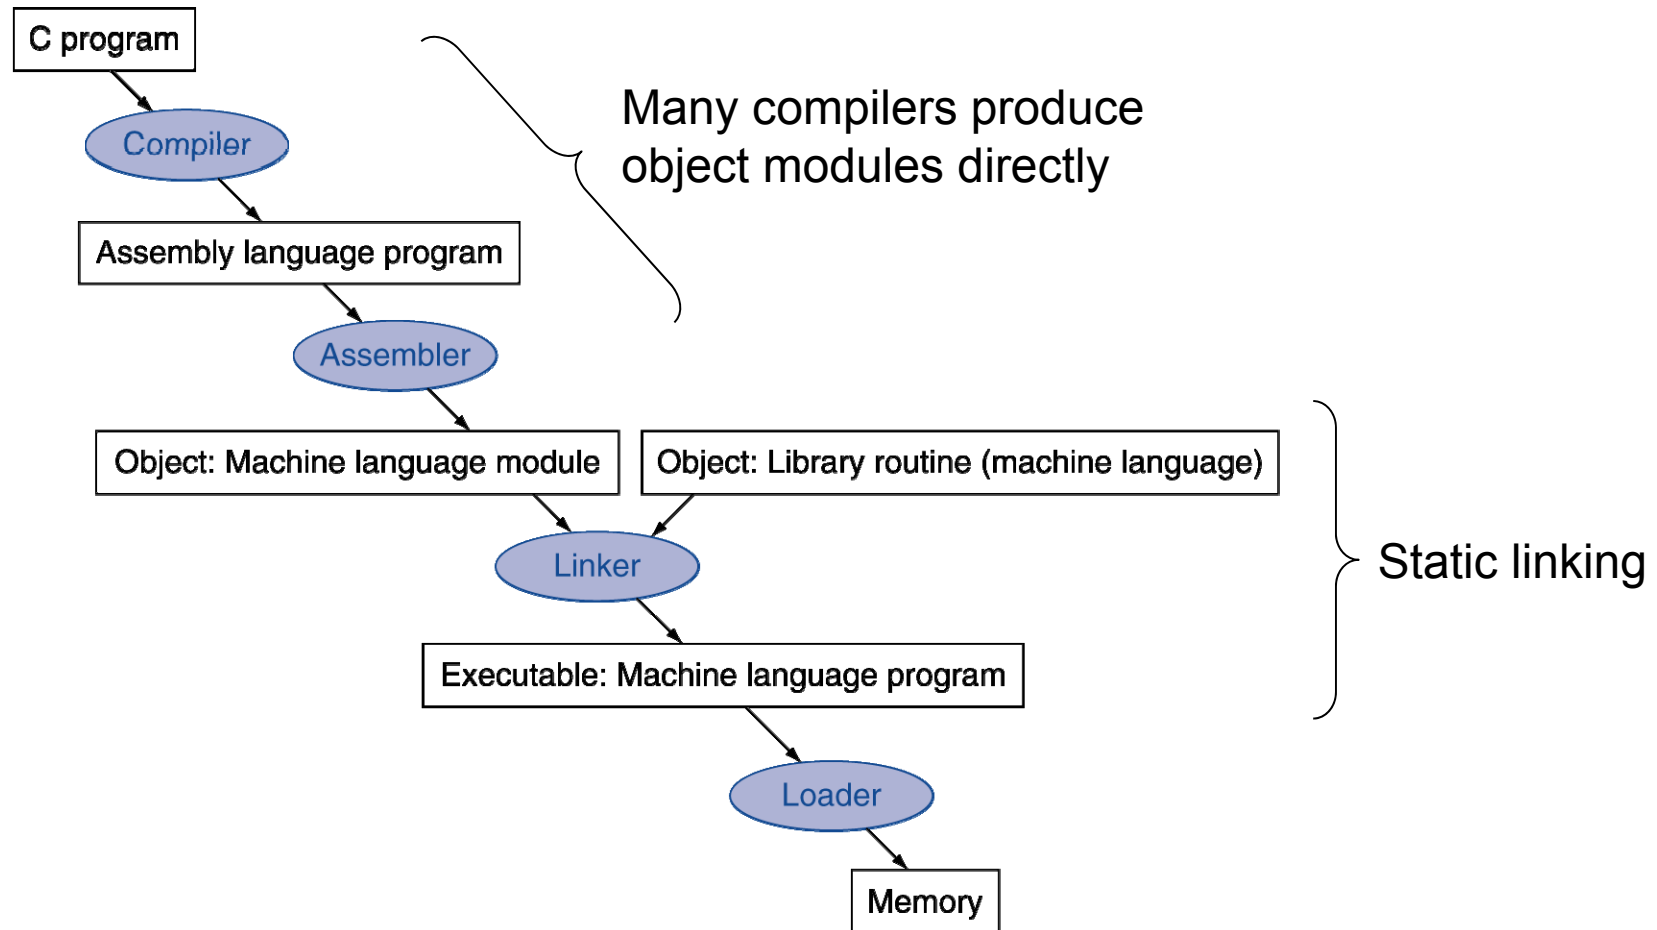 C program
Many compilers produce
object modules directly
Compiler
Assembly language program
Assembler
Object: Machine language module
Object: Library routine (machine language)
Linker
Static linking
Executable: Machine language program
Loader
Memory